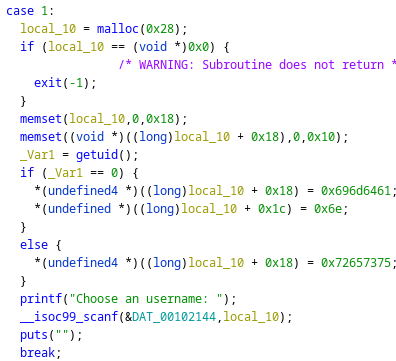 case 1:
local_10 = malloc(0x28);
if (local_10 == (void *)0x0) {
/* WARNING: Subroutine does not return *
exit(-1);
}
memset(local_10,0,0x18);
memset((void *)((long)local_10 + 0x18),0,0x10);
_Var1 = getuid();
if (_Var1 == 0) {
*(undefined4 *)((long)local_10 + 0x18) = 0x696d6461;
*(undefined *)((long)local_10 + 0x1c) = 0x6e;
}
else {
*(undefined4 *)((long)local_10 + 0x18) = 0x72657375;
}
printf("Choose an username: ");
__isoc99_scanf(&DAT_00102144,local_10);
puts("");
break;